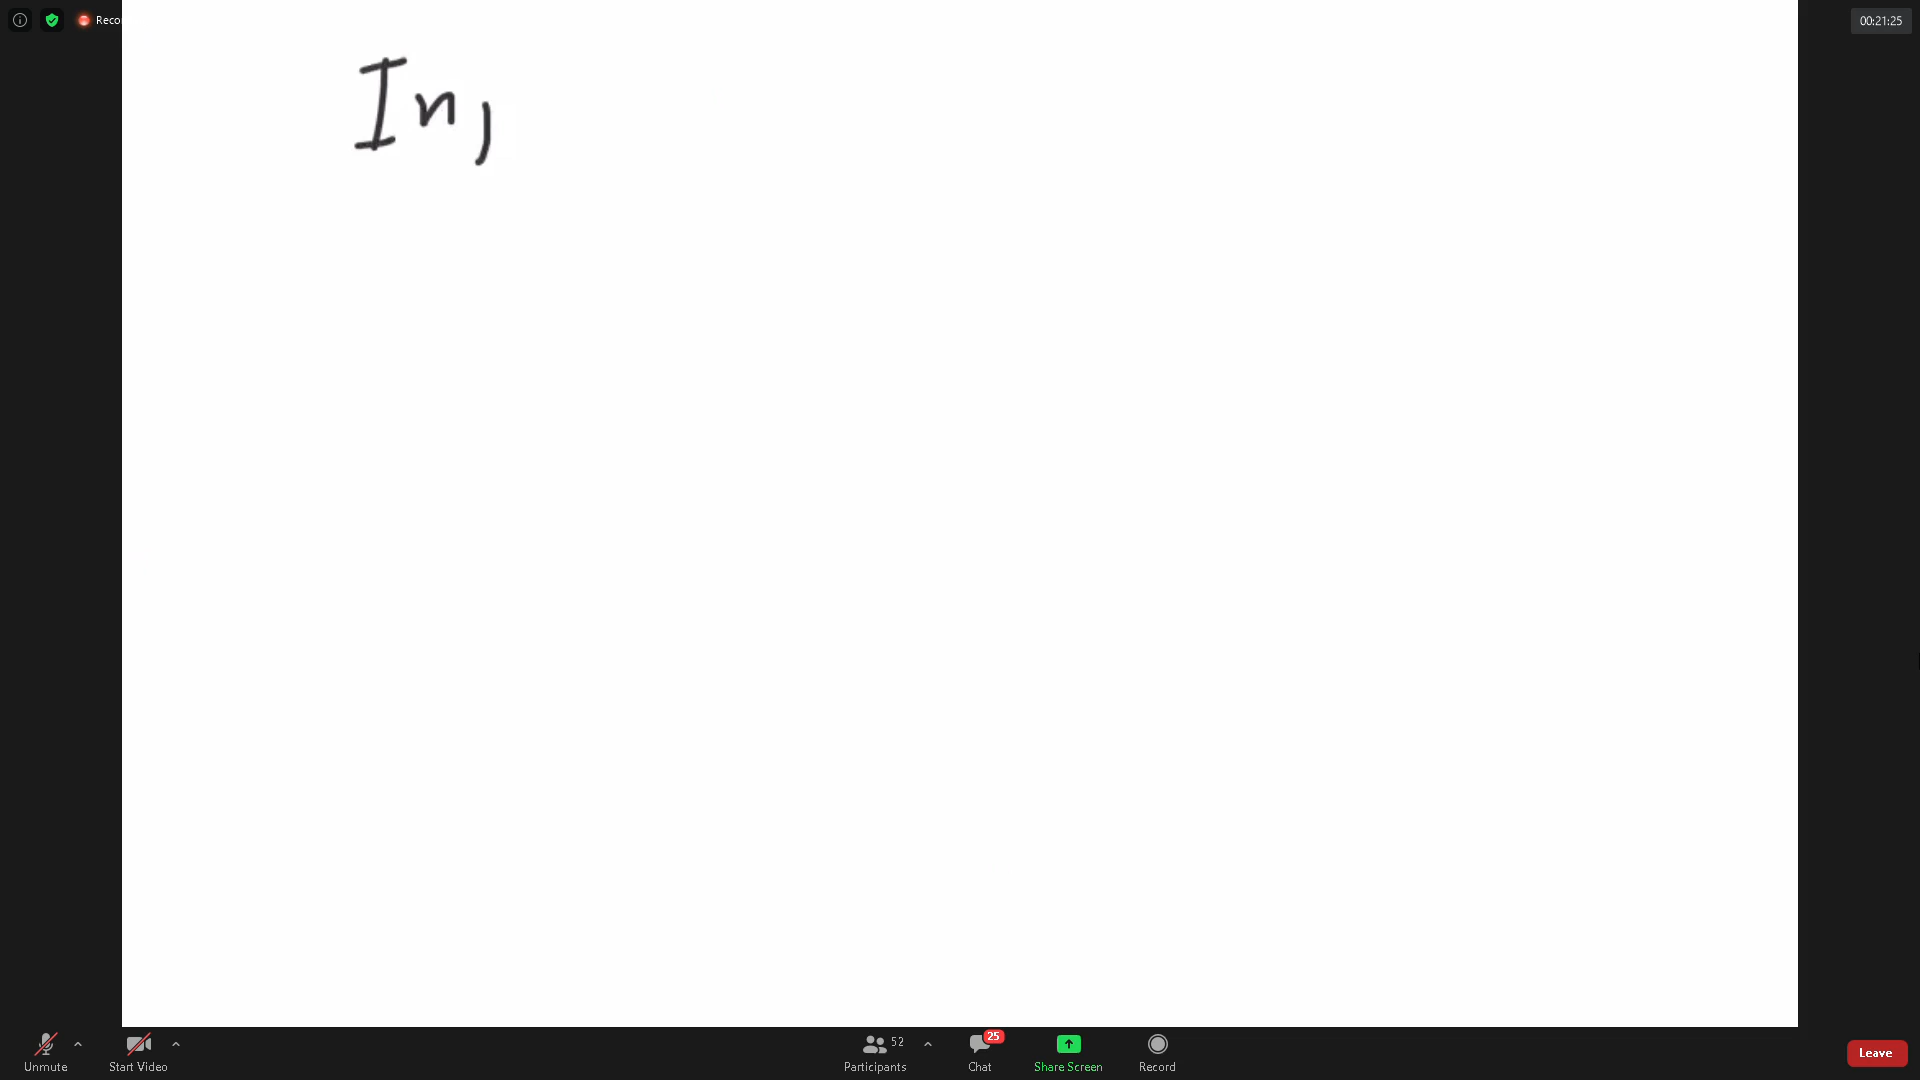 Reco
00:21:25
In,
Unmute
Start Video
52
Participants
25
Chat
Share Screen
Record
Leave